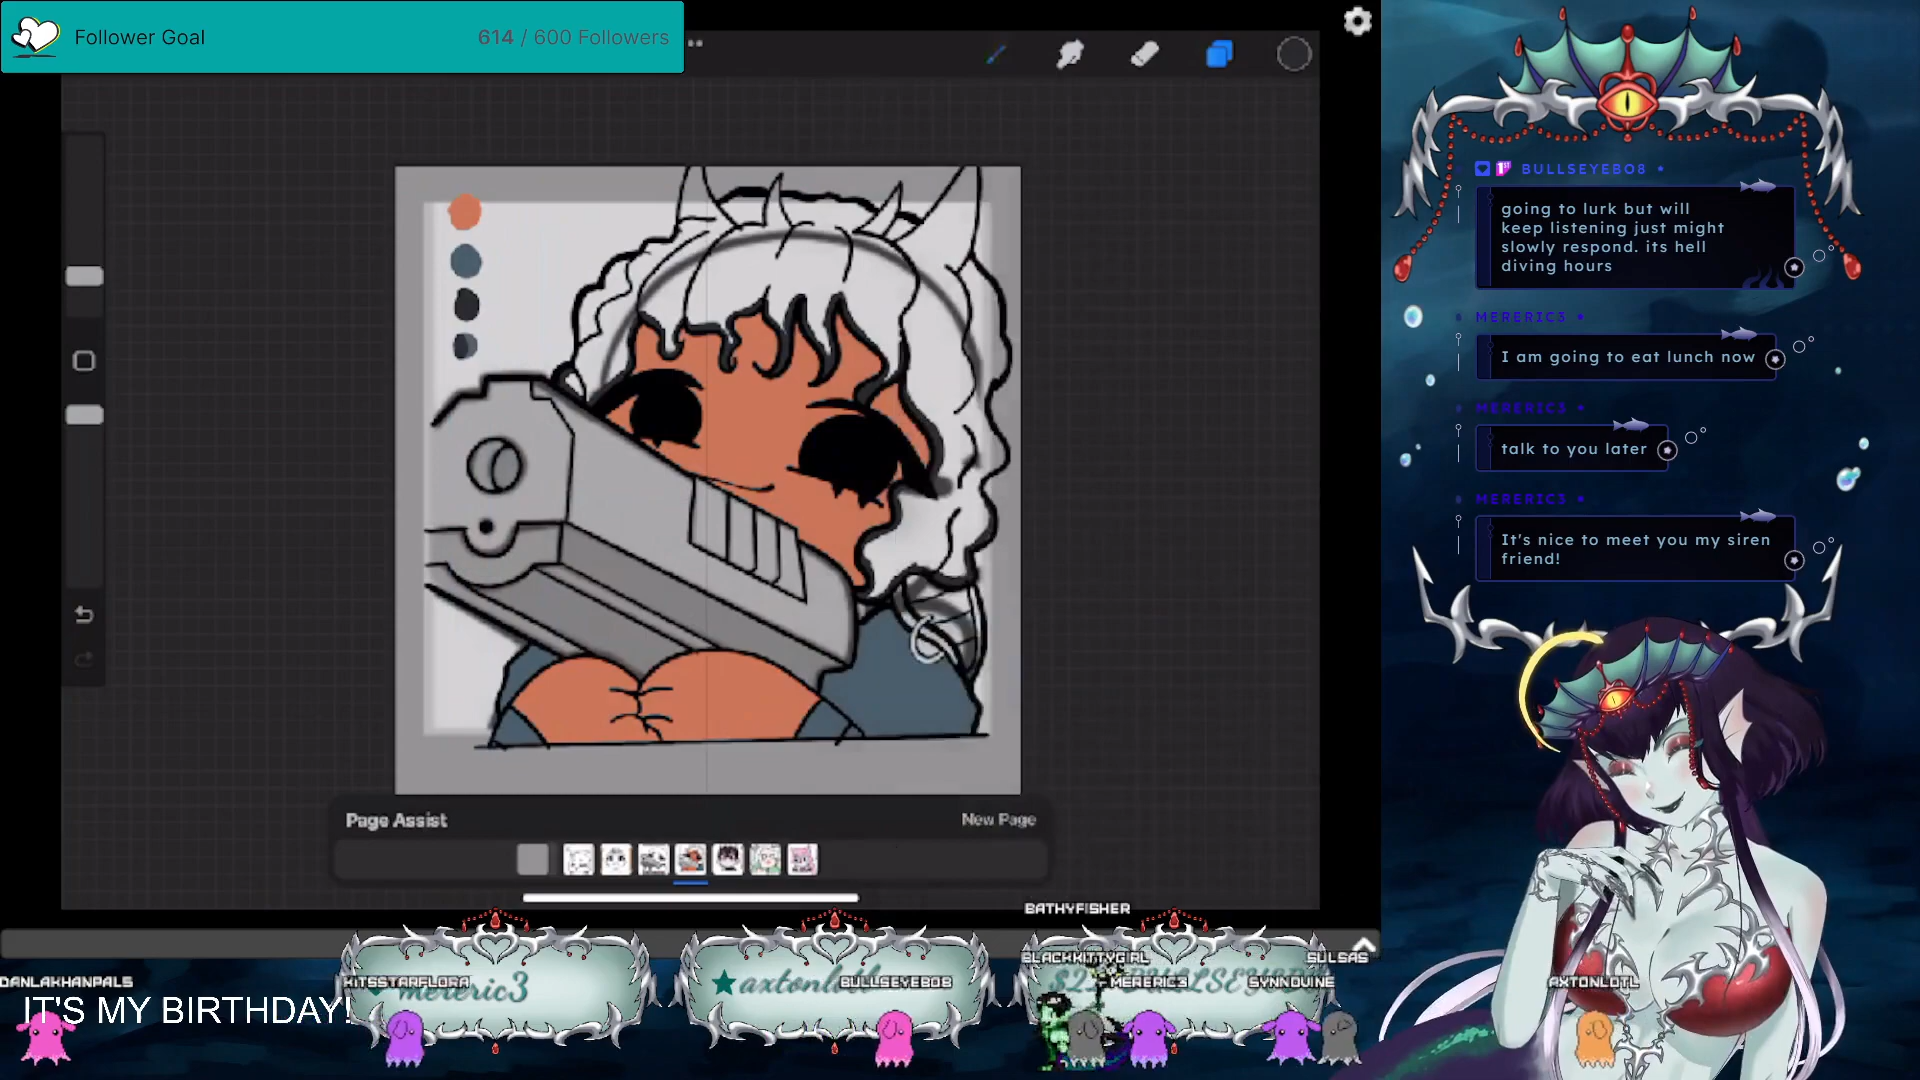 Follower Goal
614 / 600 Followers
BULLSEYEBO8
going to lurk but will
keep listening just might
slowly respond. its hell
diving hours
MERERIC3
I am going to eat lunch now
MERERIC3
talk to you later
MERERIC3
It's nice to meet you my siren
friend!
Page Assist
New Page
BATHYFISHER
BLACKKITTYGIRL
SULSAS
DANLAKHANPALS
KITSSTARFLORA
BULLSEYEBO8
MERERIC3
SYNNOVINE
AXTONLOTL
IT'S MY BIRTHDAY!
mereric3
axtonlotl